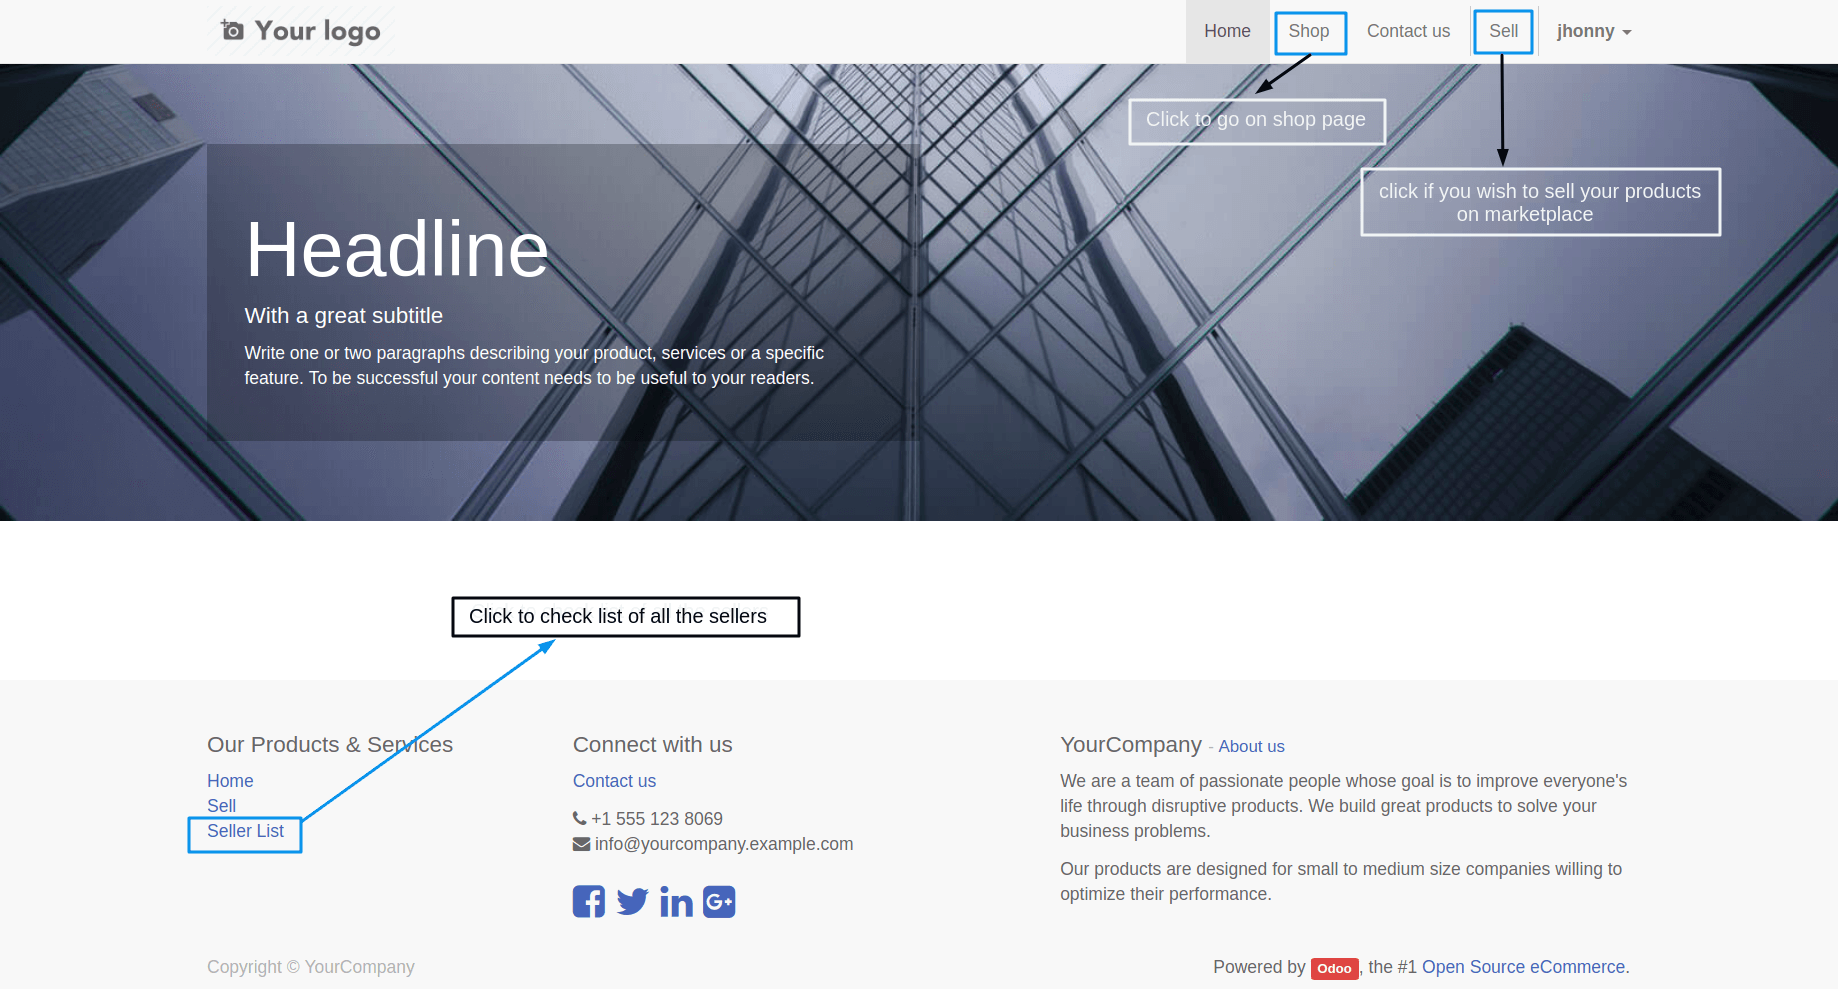 Your logo
Home Shop Contact us Sell jhonny
Click to go on shop page
click if you wish to sell your products
on marketplace
Headline
With a great subtitle
Write one or two paragraphs describing your product, services or a specific
feature. To be successful your content needs to be useful to your readers.
Click to check list of all the sellers
Our Products & Services
Home
Sell
Seller List
Connect with us
Contact us
+1 555 123 8069
info@yourcompany.example.com
YourCompany - About us
We are a team of passionate people whose goal is to improve everyone's
life through disruptive products. We build great products to solve your
business problems.
Our products are designed for small to medium size companies willing to
optimize their performance.
Copyright © YourCompany
Powered by Odoo, the #1 Open Source eCommerce.